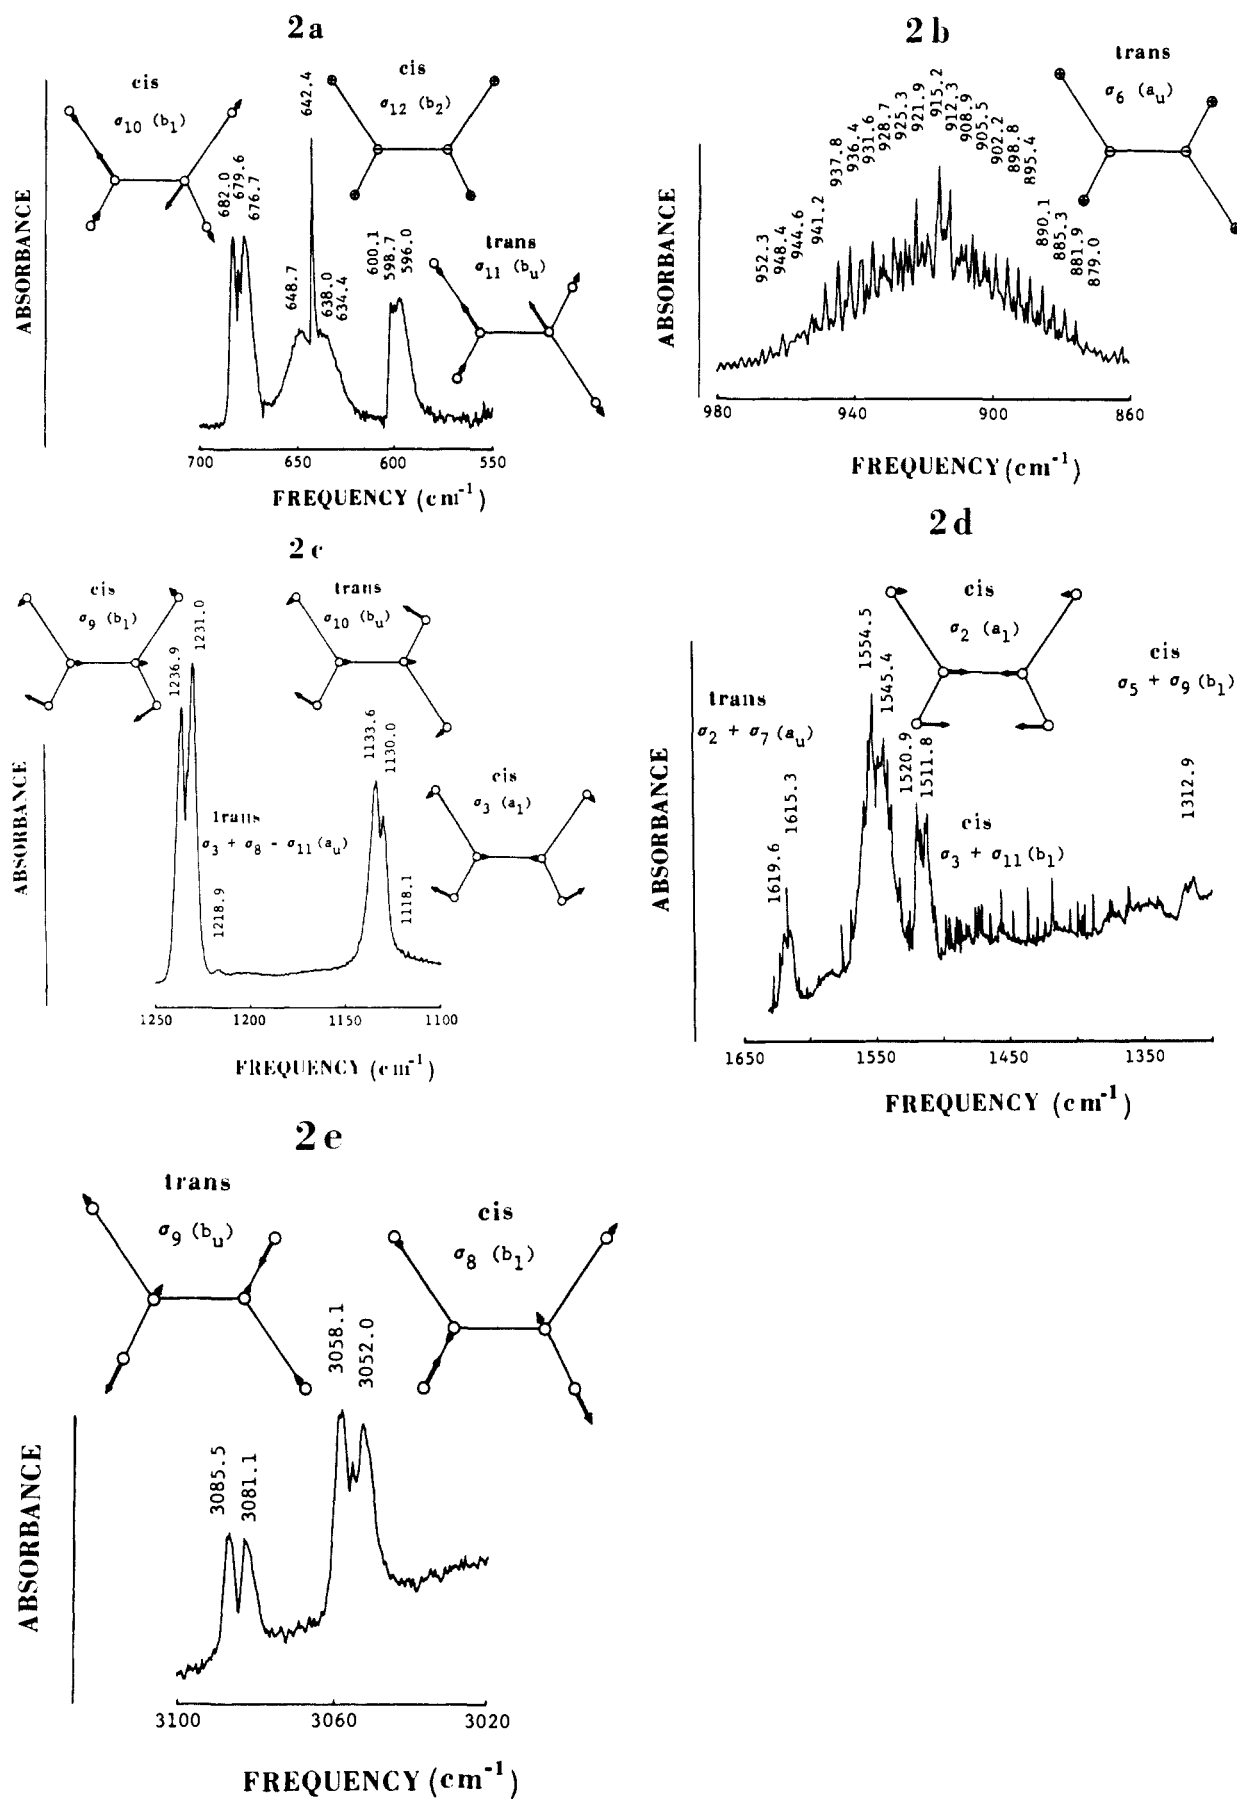 2a
cis
σ10 (b1)
cis
σ12 (b2)
trans
σ11 (bu)
682.0
679.6
676.7
648.7
642.4
638.0
634.4
600.1
598.7
596.0
ABSORBANCE
700
650
600
550
FREQUENCY (cm-1)
2b
trans
σ6 (au)
952.3
948.4
944.6
941.2
937.8
936.4
931.6
928.7
925.3
921.9
915.2
912.3
908.9
905.5
902.2
898.8
895.4
890.1
885.3
881.9
879.0
ABSORBANCE
980
940
900
860
FREQUENCY (cm-1)
2c
cis
σ9 (b1)
trans
σ10 (bu)
cis
σ3 (a1)
1236.9
1231.0
trans
σ3 + σ8 - σ11 (au)
1218.9
1133.6
1130.0
1118.1
ABSORBANCE
1250
1200
1150
1100
FREQUENCY (cm-1)
2d
cis
σ2 (a1)
cis
σ5 + σ9 (b1)
trans
σ2 + σ7 (au)
cis
σ3 + σ11 (b1)
1619.6
1615.3
1554.5
1545.4
1520.9
1511.8
1312.9
ABSORBANCE
1650
1550
1450
1350
FREQUENCY (cm-1)
2e
trans
σ9 (bu)
cis
σ8 (b1)
3085.5
3081.1
3058.1
3052.0
ABSORBANCE
3100
3060
3020
FREQUENCY (cm-1)